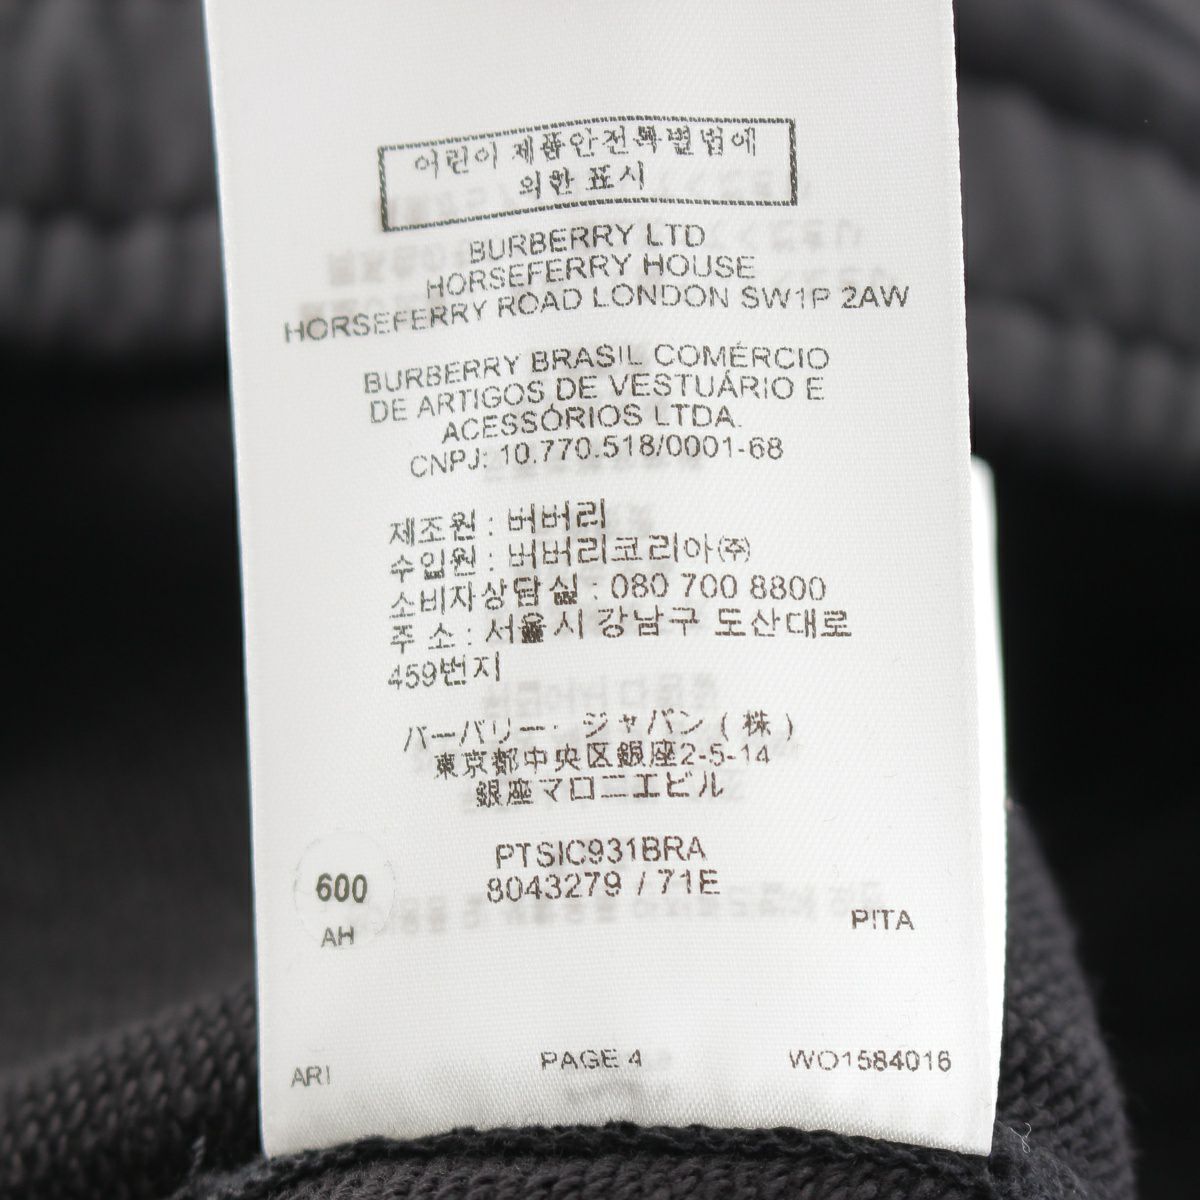 어린이 제품안전특별법에
의한 표시
BURBERRY LTD
HORSEFERRY HOUSE
HORSEFERRY ROAD LONDON SW1P 2AW
BURBERRY BRASIL COMÉRCIO
DE ARTIGOS DE VESTUÁRIO E
ACESSÓRIOS LTDA.
CNPJ: 10.770.518/0001-68
제조원 : 버버리
수입원 : 버버리코리아(주)
소비자상담실 : 080 700 8800
주 소 : 서울시 강남구 도산대로
459번지
バーバリー・ジャパン(株)
東京都中央区銀座2-5-14
銀座マロニエビル
PTSIC931BRA
600
8043279 / 71E
AH
PITA
ARI
PAGE 4
WO1584016